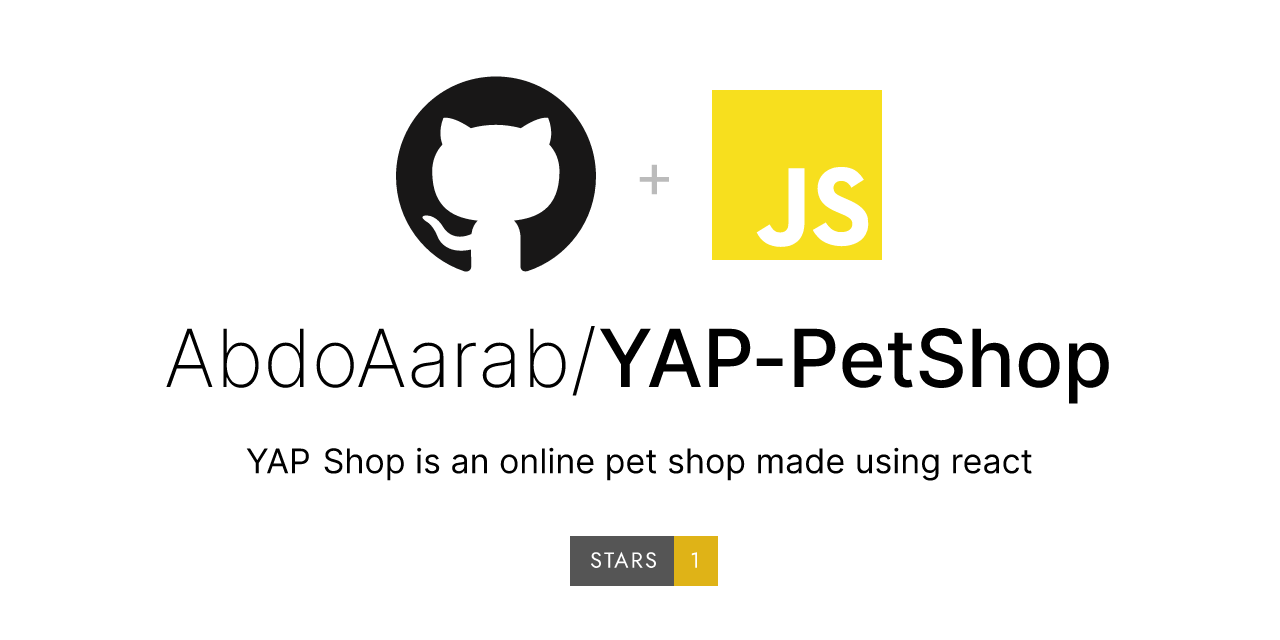 +
JS
AbdoAarab/YAP-PetShop
YAP Shop is an online pet shop made using react
STARS 1